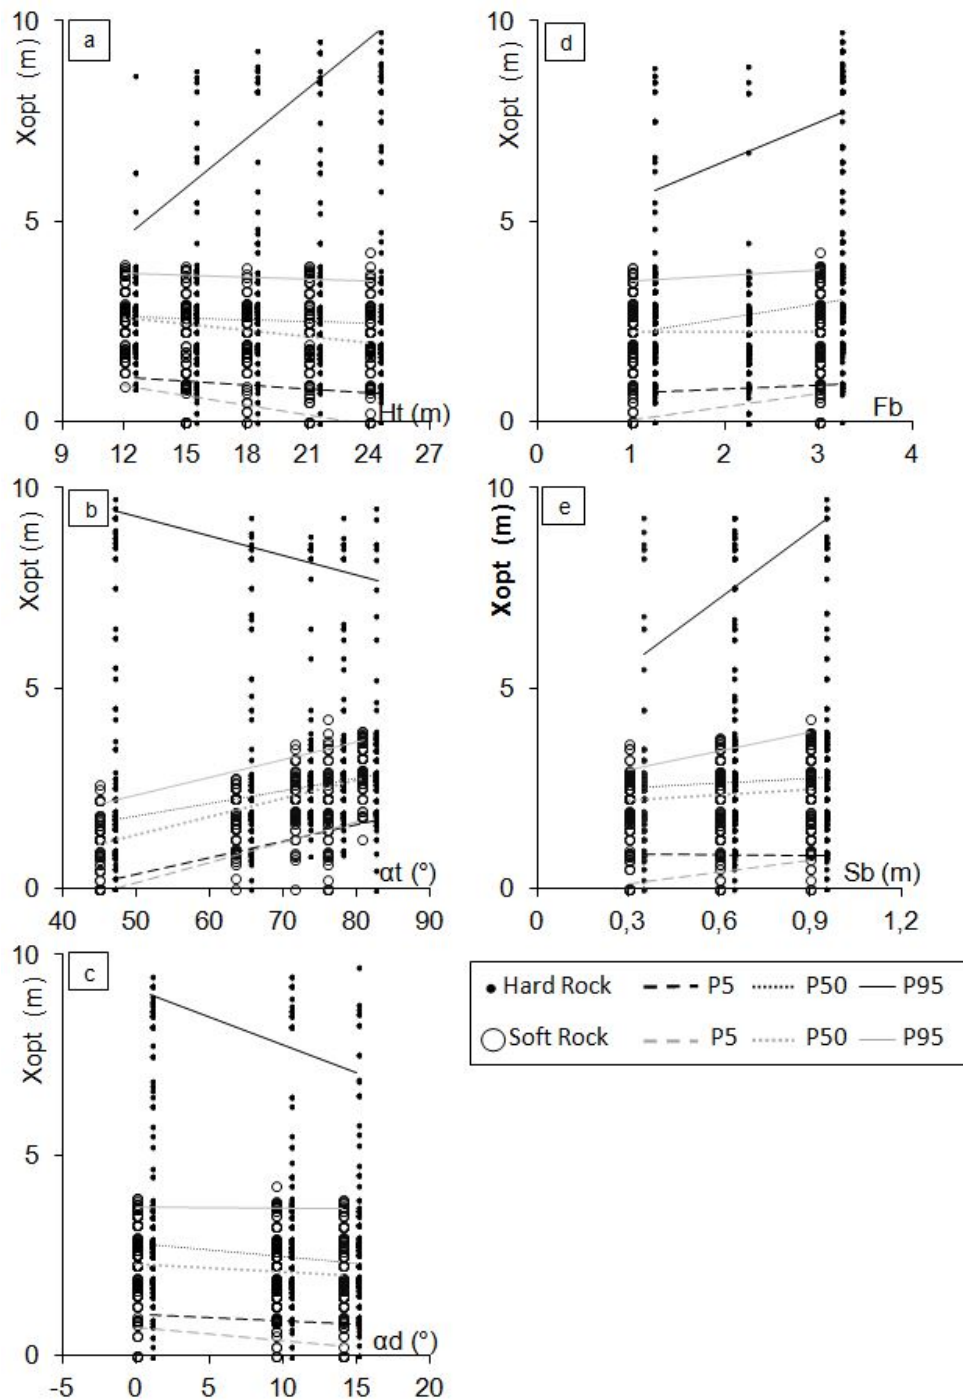 10
a
Xopt (m)
5
0
Ht (m)
9 12 15 18 21 24 27
10
d
Xopt (m)
5
0
Fb
0 1 2 3 4
10
b
Xopt (m)
5
0
αt (°)
40 50 60 70 80 90
10
e
Xopt (m)
5
0
Sb (m)
0 0,3 0,6 0,9 1,2
10
c
Xopt (m)
5
0
αd (°)
-5 0 5 10 15 20
Hard Rock P5 P50 P95
Soft Rock P5 P50 P95